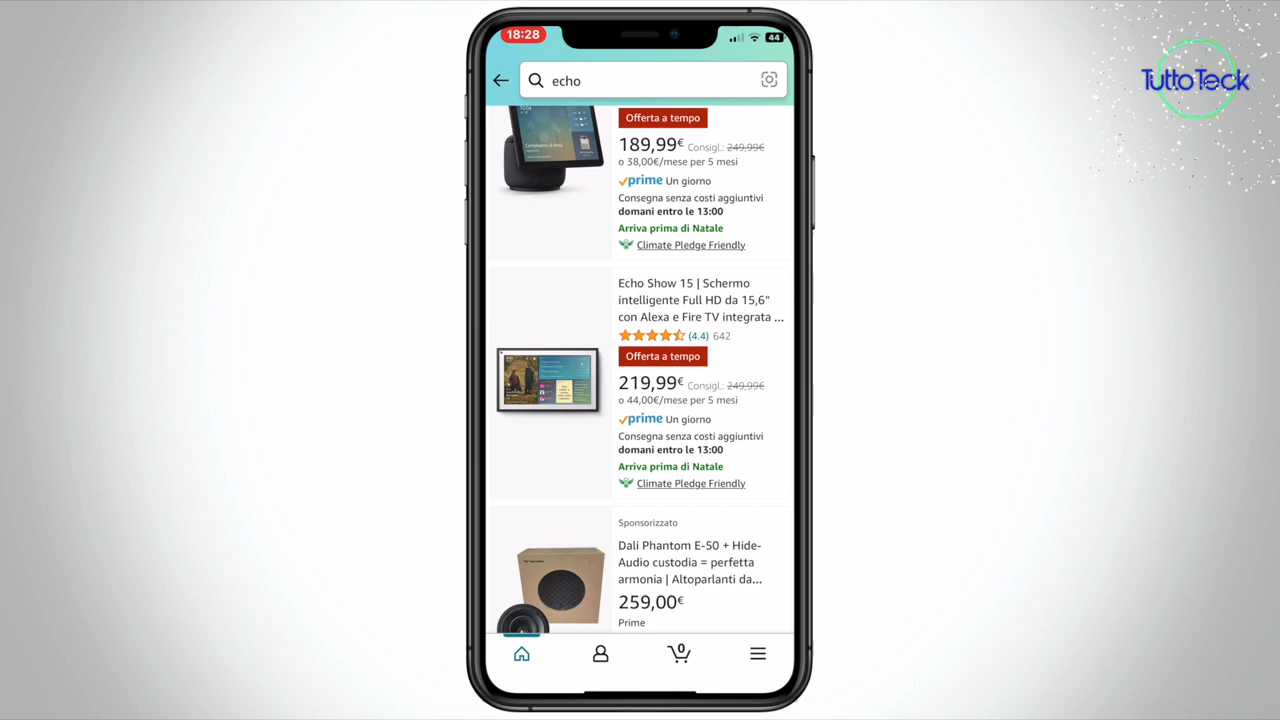 18:28
44
TuttoTeck
echo
Offerta a tempo
189,99€ Consigl.: 249,99€
o 38,00€/mese per 5 mesi
prime Un giorno
Consegna senza costi aggiuntivi
domani entro le 13:00
Arriva prima di Natale
Climate Pledge Friendly
Echo Show 15 | Schermo
intelligente Full HD da 15,6”
con Alexa e Fire TV integrata ...
(4.4) 642
Offerta a tempo
219,99€ Consigl.: 249,99€
o 44,00€/mese per 5 mesi
prime Un giorno
Consegna senza costi aggiuntivi
domani entro le 13:00
Arriva prima di Natale
Climate Pledge Friendly
Sponsorizzato
Dali Phantom E-50 + Hide-
Audio custodia = perfetta
armonia | Altoparlanti da...
259,00€
Prime
0